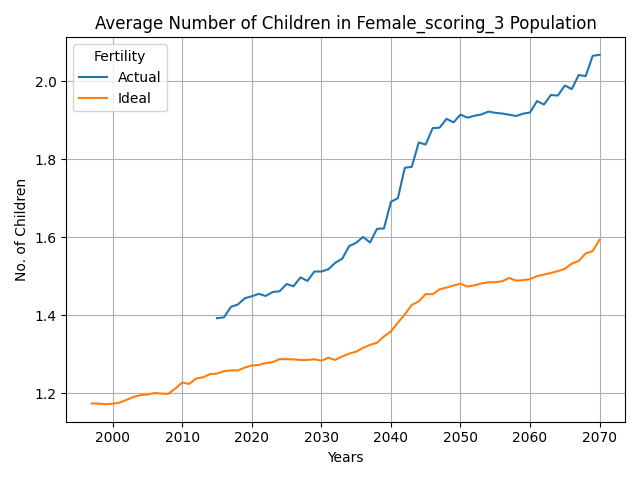 Average Number of Children in Female_scoring_3 Population
Fertility
Actual
Ideal
No. of Children
2.0
1.8
1.6
1.4
1.2
2000 2010 2020 2030 2040 2050 2060 2070
Years